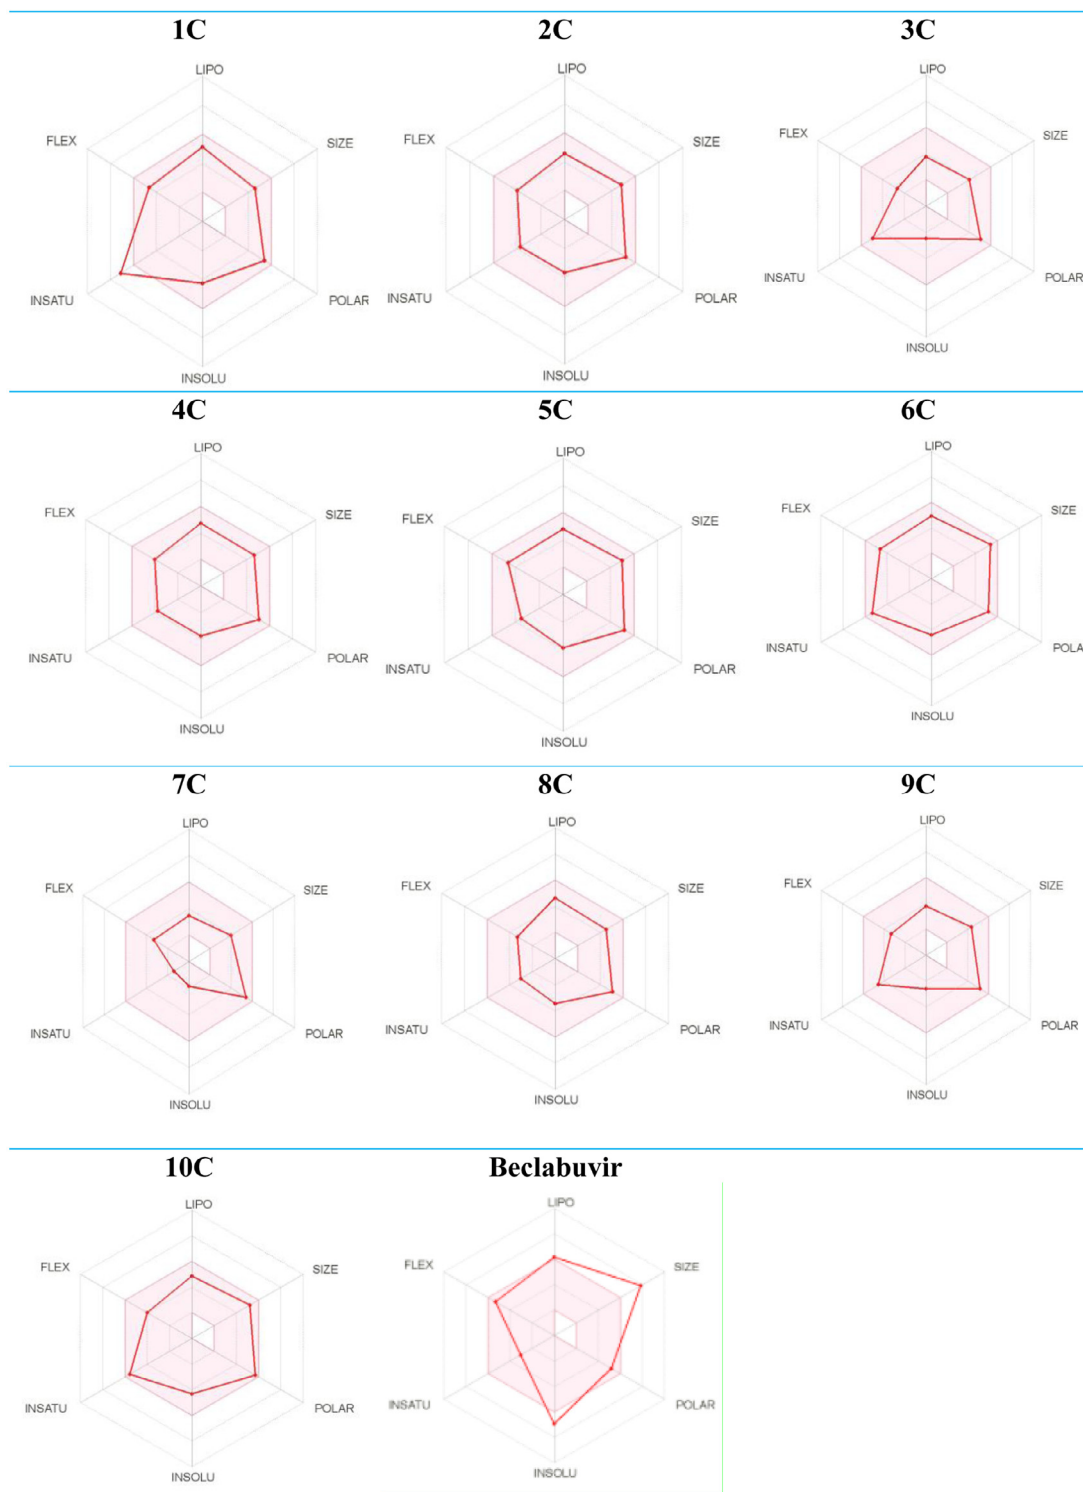 1C 2C 3C
LIPO LIPO LIPO
FLEX SIZE FLEX SIZE FLEX SIZE
INSATU POLAR INSATU POLAR INSATU POLAR
INSOLU INSOLU INSOLU
4C 5C 6C
LIPO LIPO LIPO
FLEX SIZE FLEX SIZE FLEX SIZE
INSATU POLAR INSATU POLAR INSATU POLA
INSOLU INSOLU INSOLU
7C 8C 9C
LIPO LIPO LIPO
FLEX SIZE FLEX SIZE FLEX SIZE
INSATU POLAR INSATU POLAR INSATU POLAR
INSOLU INSOLU INSOLU
10C Beclabuvir
LIPO LIPO
FLEX SIZE FLEX SIZE
INSATU POLAR INSATU POLAR
INSOLU INSOLU